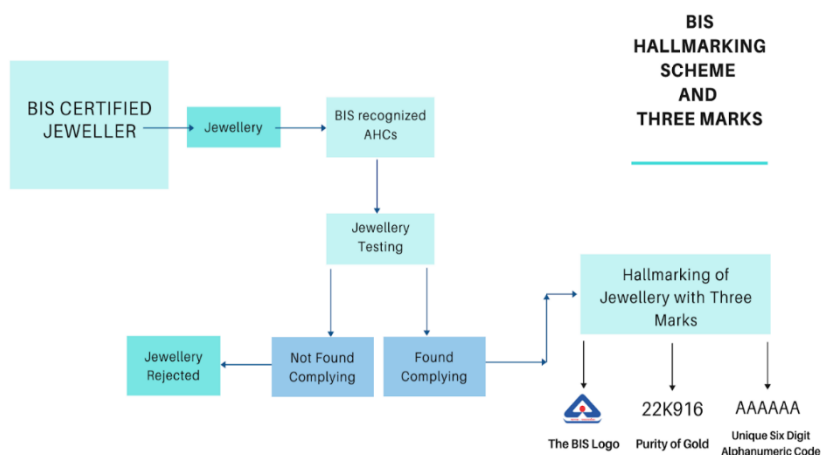 BIS
HALLMARKING
SCHEME
AND
THREE MARKS
BIS CERTIFIED
JEWELLER
Jewellery
BIS recognized
AHCs
Jewellery
Testing
Not Found
Complying
Found
Complying
Jewellery
Rejected
Hallmarking of
Jewellery with Three
Marks
22K916
AAAAAA
The BIS Logo
Purity of Gold
Unique Six Digit
Alphanumeric Code